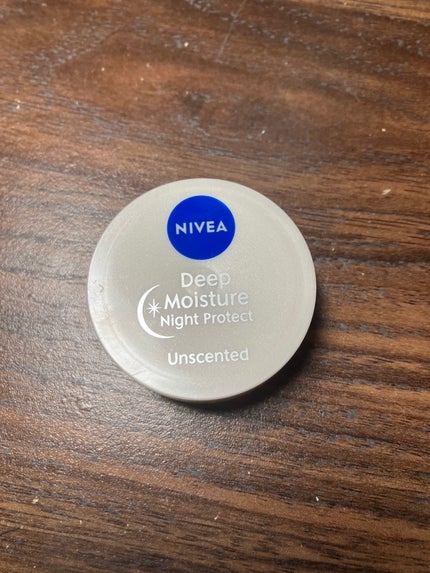 NIVEA
Deep
Moisture
Night Protect
Unscented